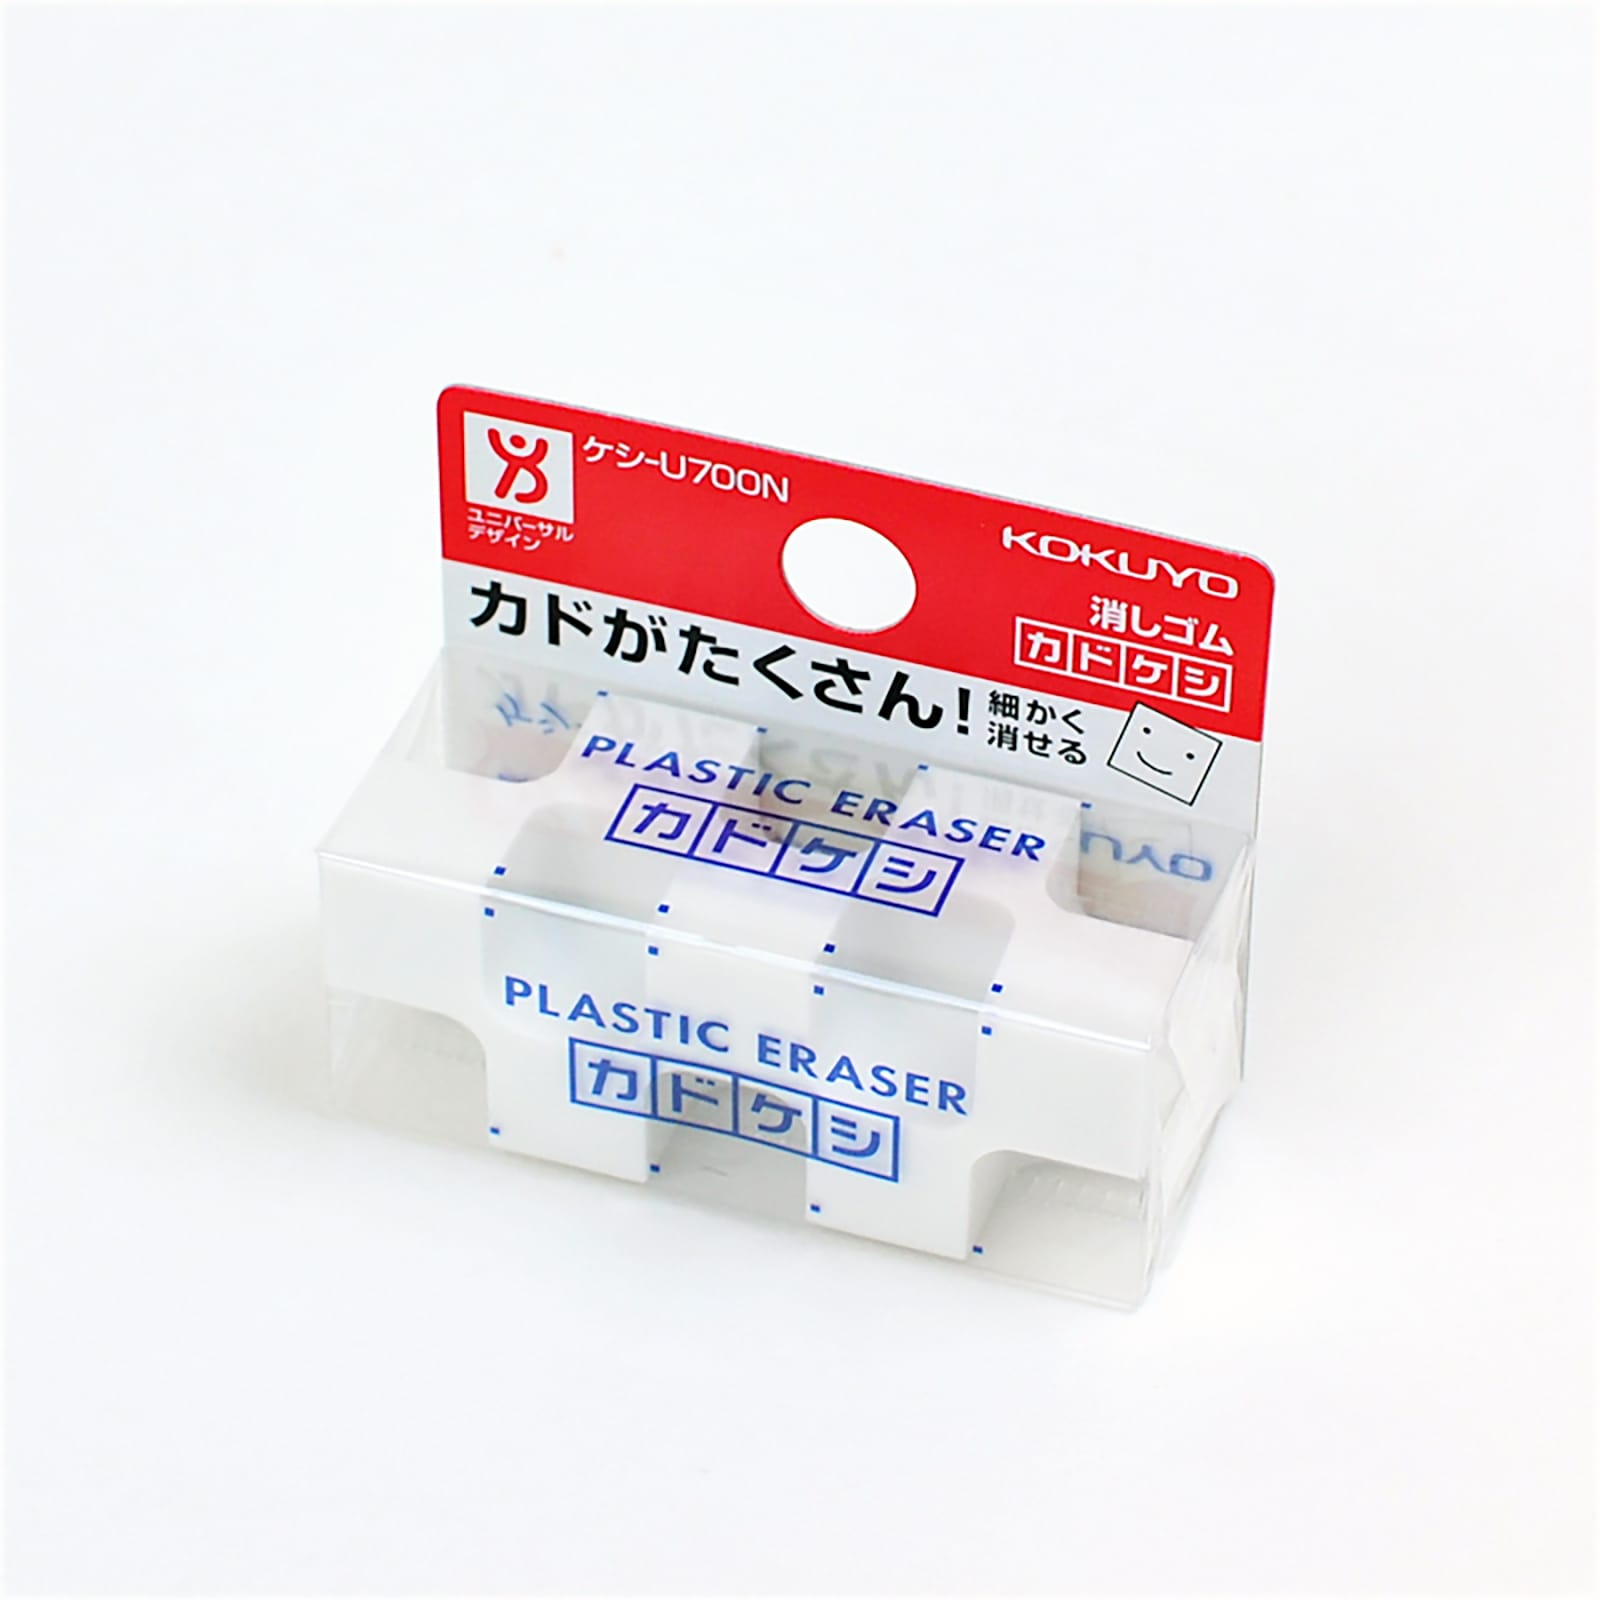 ケシ-U700N
ユニバーサル
デザイン
KOKUYO
消しゴム
カドケシ
カドがたくさん!
細かく
消せる
PLASTIC ERASER
カドケシ
PLASTIC ERASER
カドケシ